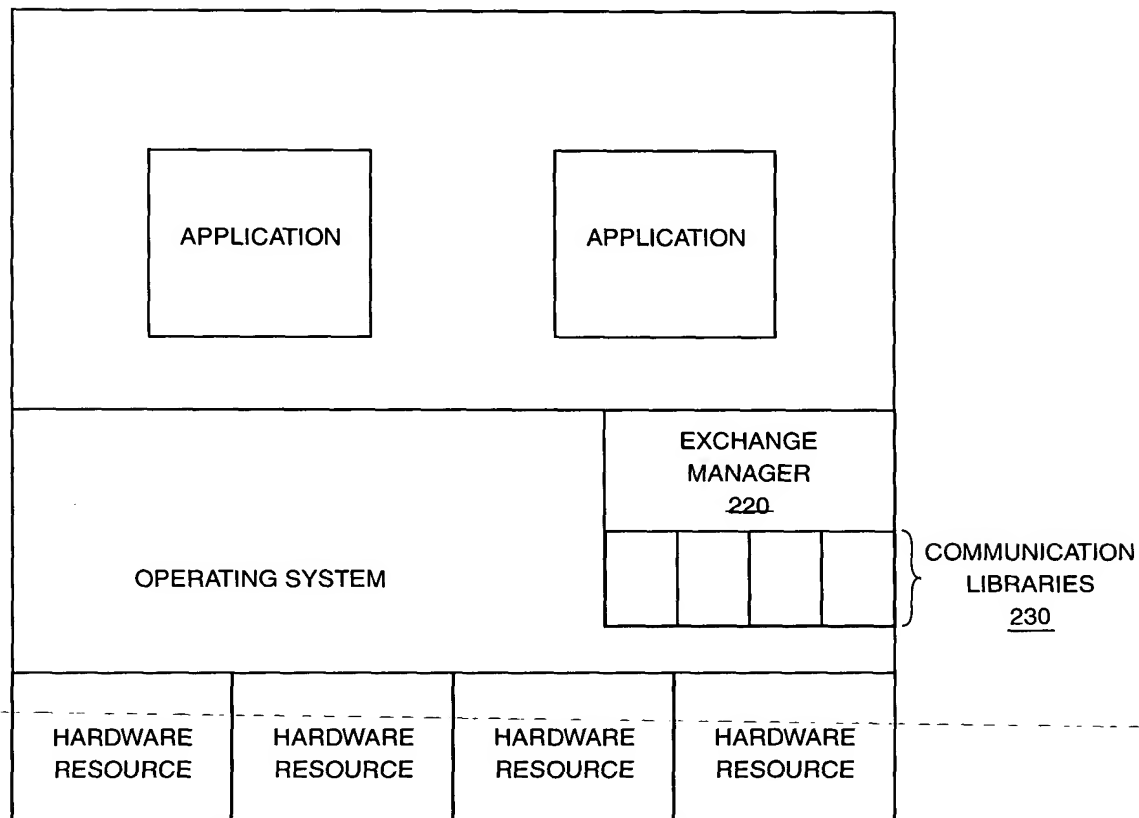 APPLICATION
APPLICATION
EXCHANGE
MANAGER
220
OPERATING SYSTEM
COMMUNICATION
LIBRARIES
230
HARDWARE
RESOURCE
HARDWARE
RESOURCE
HARDWARE
RESOURCE
HARDWARE
RESOURCE